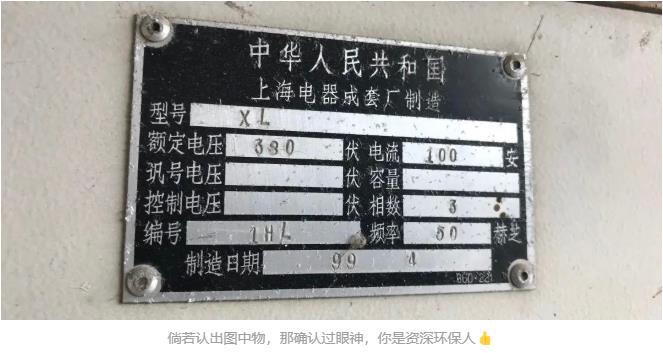 中华人民共和国
上海电器成套厂制造
型号 XL
额定电压 380 伏 电流 100 安
讯号电压 伏 容量
控制电压 伏 相数 3
编号 1HL 频率 50 赫芝
制造日期 99 4
倘若认出图中物，那确认过眼神，你是资深环保人👍